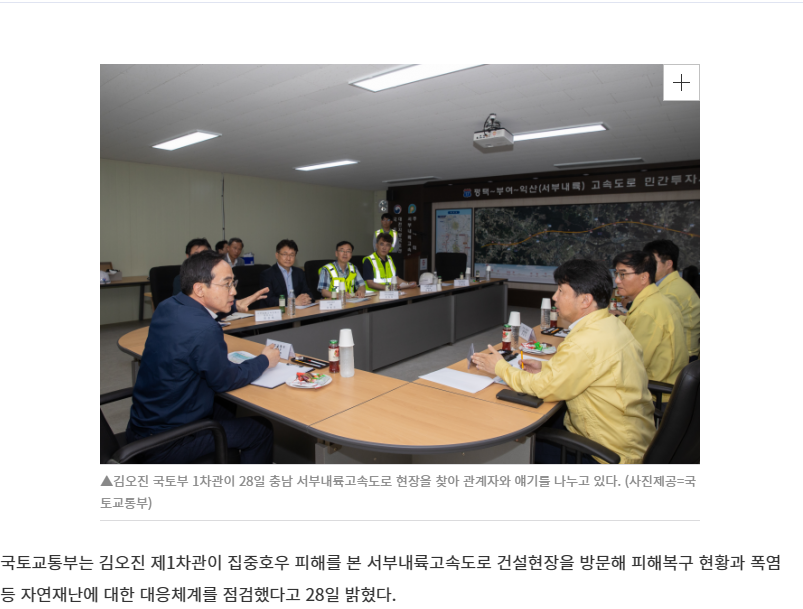 평택~부여~익산(서부내륙) 고속도로 민간투자
▲김오진 국토부 1차관이 28일 충남 서부내륙고속도로 현장을 찾아 관계자와 얘기를 나누고 있다. (사진제공=국
토교통부)
국토교통부는 김오진 제1차관이 집중호우 피해를 본 서부내륙고속도로 건설현장을 방문해 피해복구 현황과 폭염
등 자연재난에 대한 대응체계를 점검했다고 28일 밝혔다.